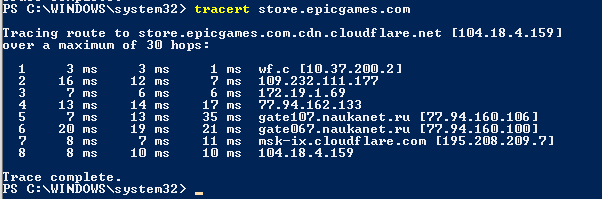 PS C:\WINDOWS\system32> tracert store.epicgames.com
Tracing route to store.epicgames.com.cdn.cloudflare.net [104.18.4.159]
over a maximum of 30 hops:
1 3 ms 3 ms 1 ms wf.c [10.37.200.2]
2 16 ms 12 ms 7 ms 109.232.111.177
3 7 ms 6 ms 6 ms 172.19.1.69
4 13 ms 14 ms 17 ms 77.94.162.133
5 7 ms 13 ms 35 ms gate107.naukanet.ru [77.94.160.106]
6 20 ms 19 ms 21 ms gate067.naukanet.ru [77.94.160.100]
7 8 ms 7 ms 11 ms msk-ix.cloudflare.com [195.208.209.7]
8 8 ms 10 ms 10 ms 104.18.4.159
Trace complete.
PS C:\WINDOWS\system32> _